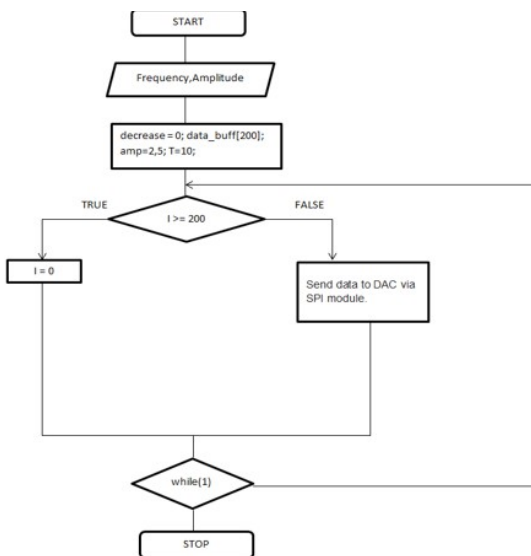 START
Frequency,Amplitude
decrease = 0; data_buff[200];
amp=2,5; T=10;
TRUE
FALSE
I >= 200
I = 0
Send data to DAC via
SPI module.
while(1)
STOP